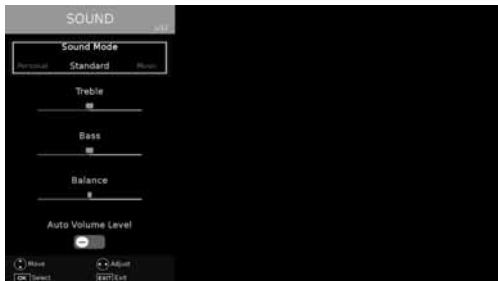 SOUND
Sound Mode
Personal Standard Music
Treble
Bass
Balance
Auto Volume Level
Move Adjust
OK Select EXIT Exit